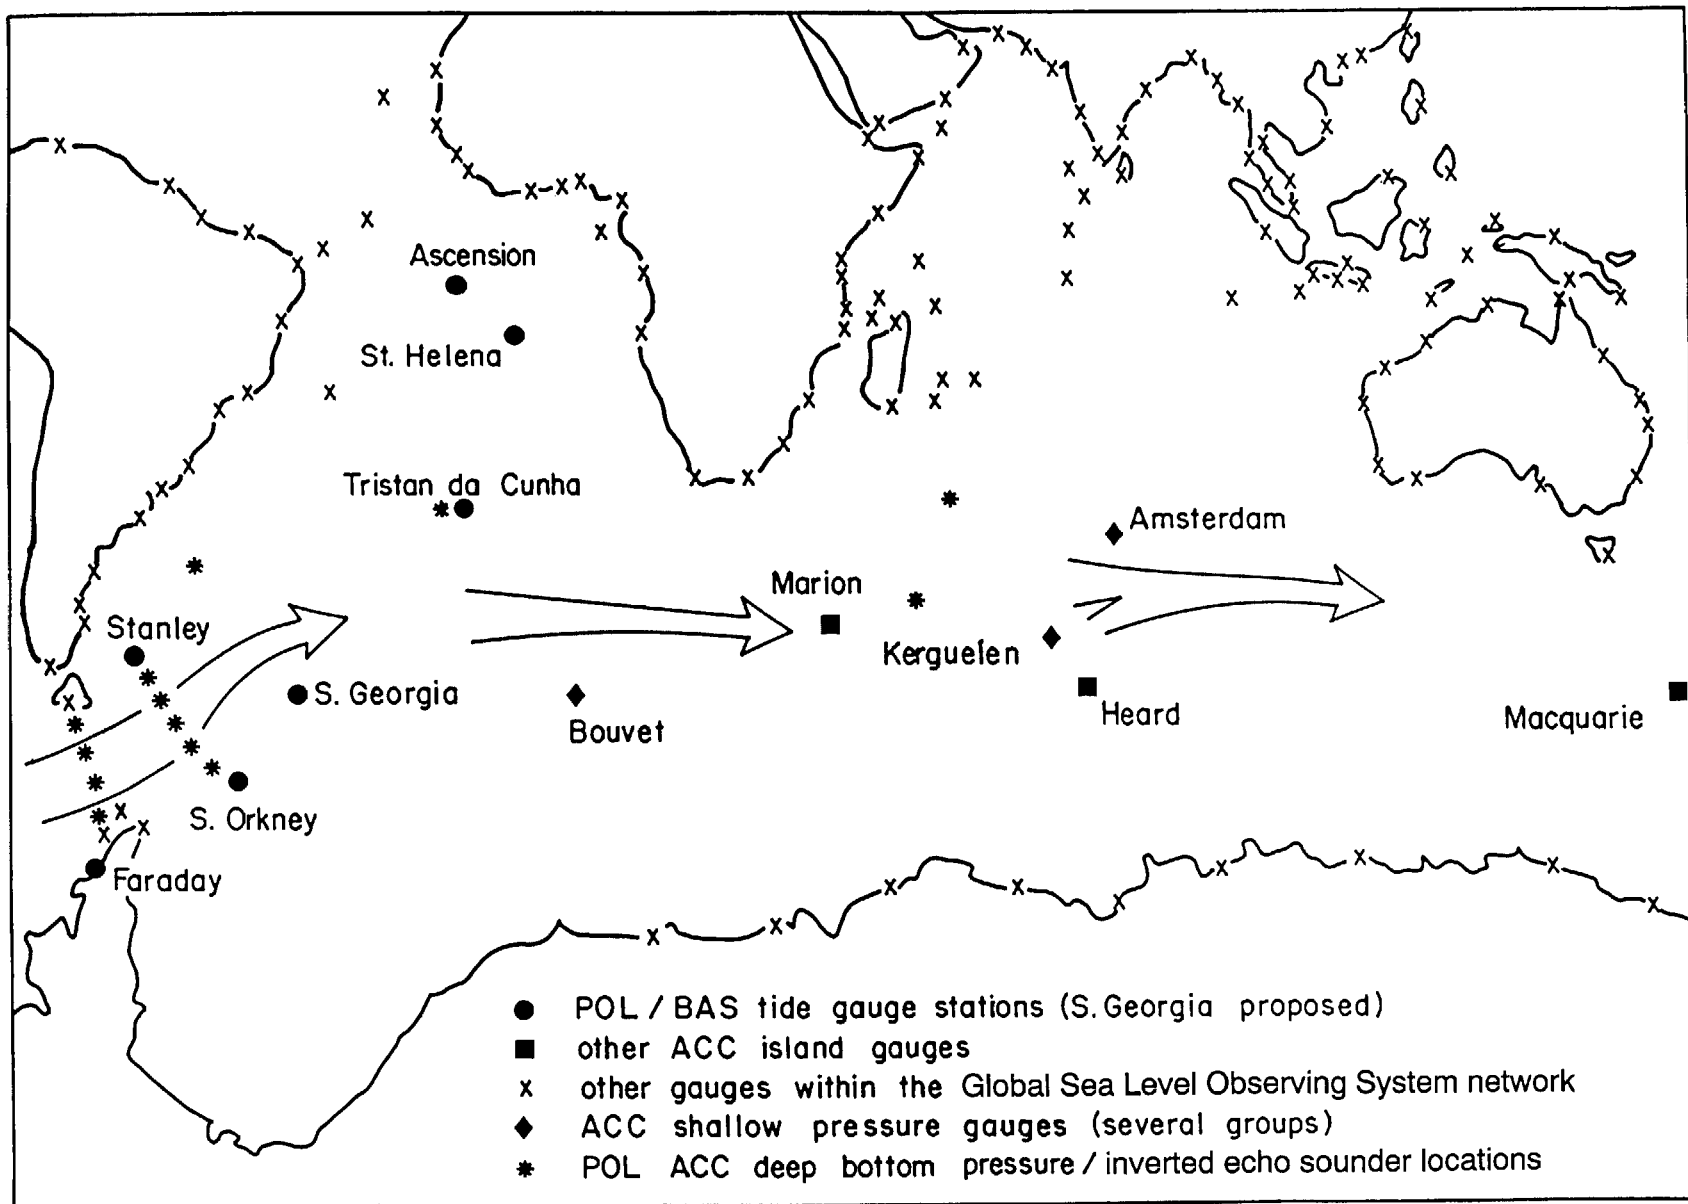 Ascension
St. Helena
Tristan da Cunha
Amsterdam
Marion
Stanley
Kerguelen
S. Georgia
Bouvet
Heard
Macquarie
S. Orkney
Faraday
POL / BAS tide gauge stations (S. Georgia proposed)
other ACC island gauges
other gauges within the Global Sea Level Observing System network
ACC shallow pressure gauges (several groups)
POL ACC deep bottom pressure / inverted echo sounder locations